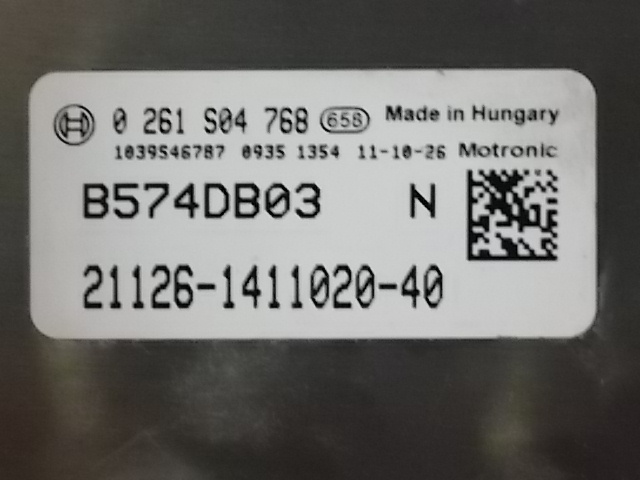 0 261 S04 768 658 Made in Hungary
1039S46787 0935 1354 11-10-26 Motronic
B574DB03 N
21126-1411020-40